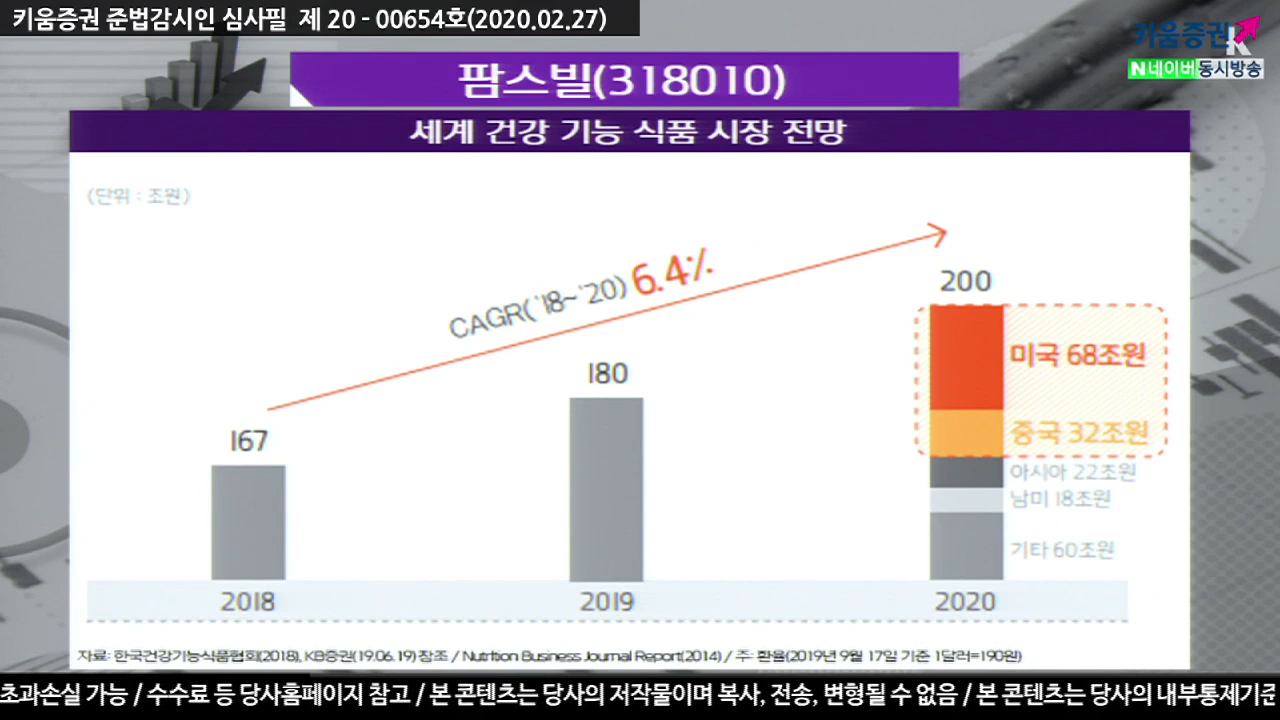 키움증권 준법감시인 심사필 제 20 - 00654호(2020.02.27)
키움증권
K
N 네이버 동시방송
팜스빌(318010)
세계 건강 기능 식품 시장 전망
(단위 : 조원)
CAGR('18~'20) 6.4%
200
미국 68조원
180
167
중국 32조원
아시아 22조원
남미 18조원
기타 60조원
2018 2019 2020
자료: 한국건강기능식품협회(2018), KB증권(19.06.19) 참조 / Nutrition Business Journal Report(2014) / 주: 환율(2019년 9월 17일 기준 1달러=1190원)
초과손실 가능 / 수수료 등 당사홈페이지 참고 / 본 콘텐츠는 당사의 저작물이며 복사, 전송, 변형될 수 없음 / 본 콘텐츠는 당사의 내부통제기준